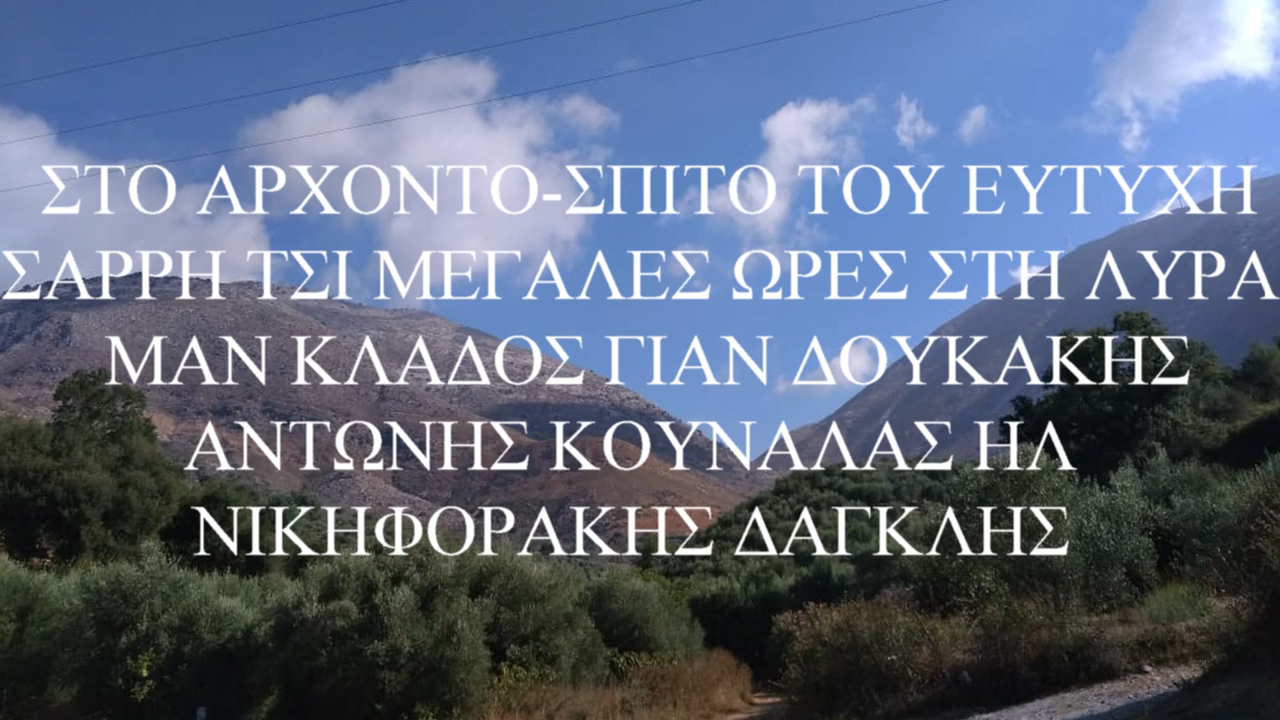 ΣΤΟ ΑΡΧΟΝΤΟ-ΣΠΙΤΟ ΤΟΥ ΕΥΤΥΧΗ
ΣΑΡΡΗ ΤΣΙ ΜΕΓΑΛΕΣ ΩΡΕΣ ΣΤΗ ΛΥΡΑ
ΜΑΝ ΚΛΑΔΟΣ ΓΙΑΝ ΔΟΥΚΑΚΗΣ
ΑΝΤΩΝΗΣ ΚΟΥΝΑΛΑΣ ΗΛ
ΝΙΚΗΦΟΡΑΚΗΣ ΔΑΓΚΛΗΣ